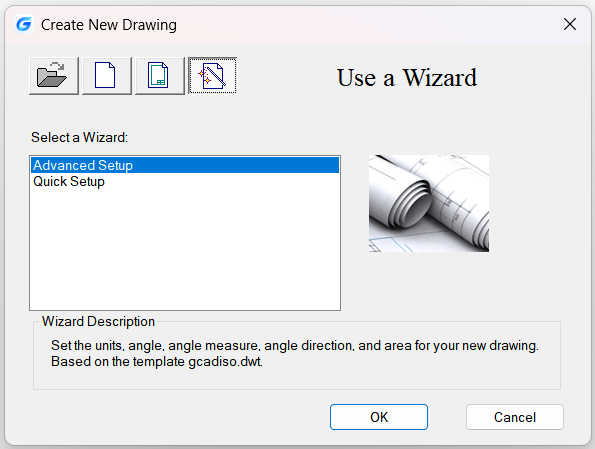 Create New Drawing
Use a Wizard
Select a Wizard:
Advanced Setup
Quick Setup
Wizard Description
Set the units, angle, angle measure, angle direction, and area for your new drawing.
Based on the template gcadiso.dwt.
OK
Cancel